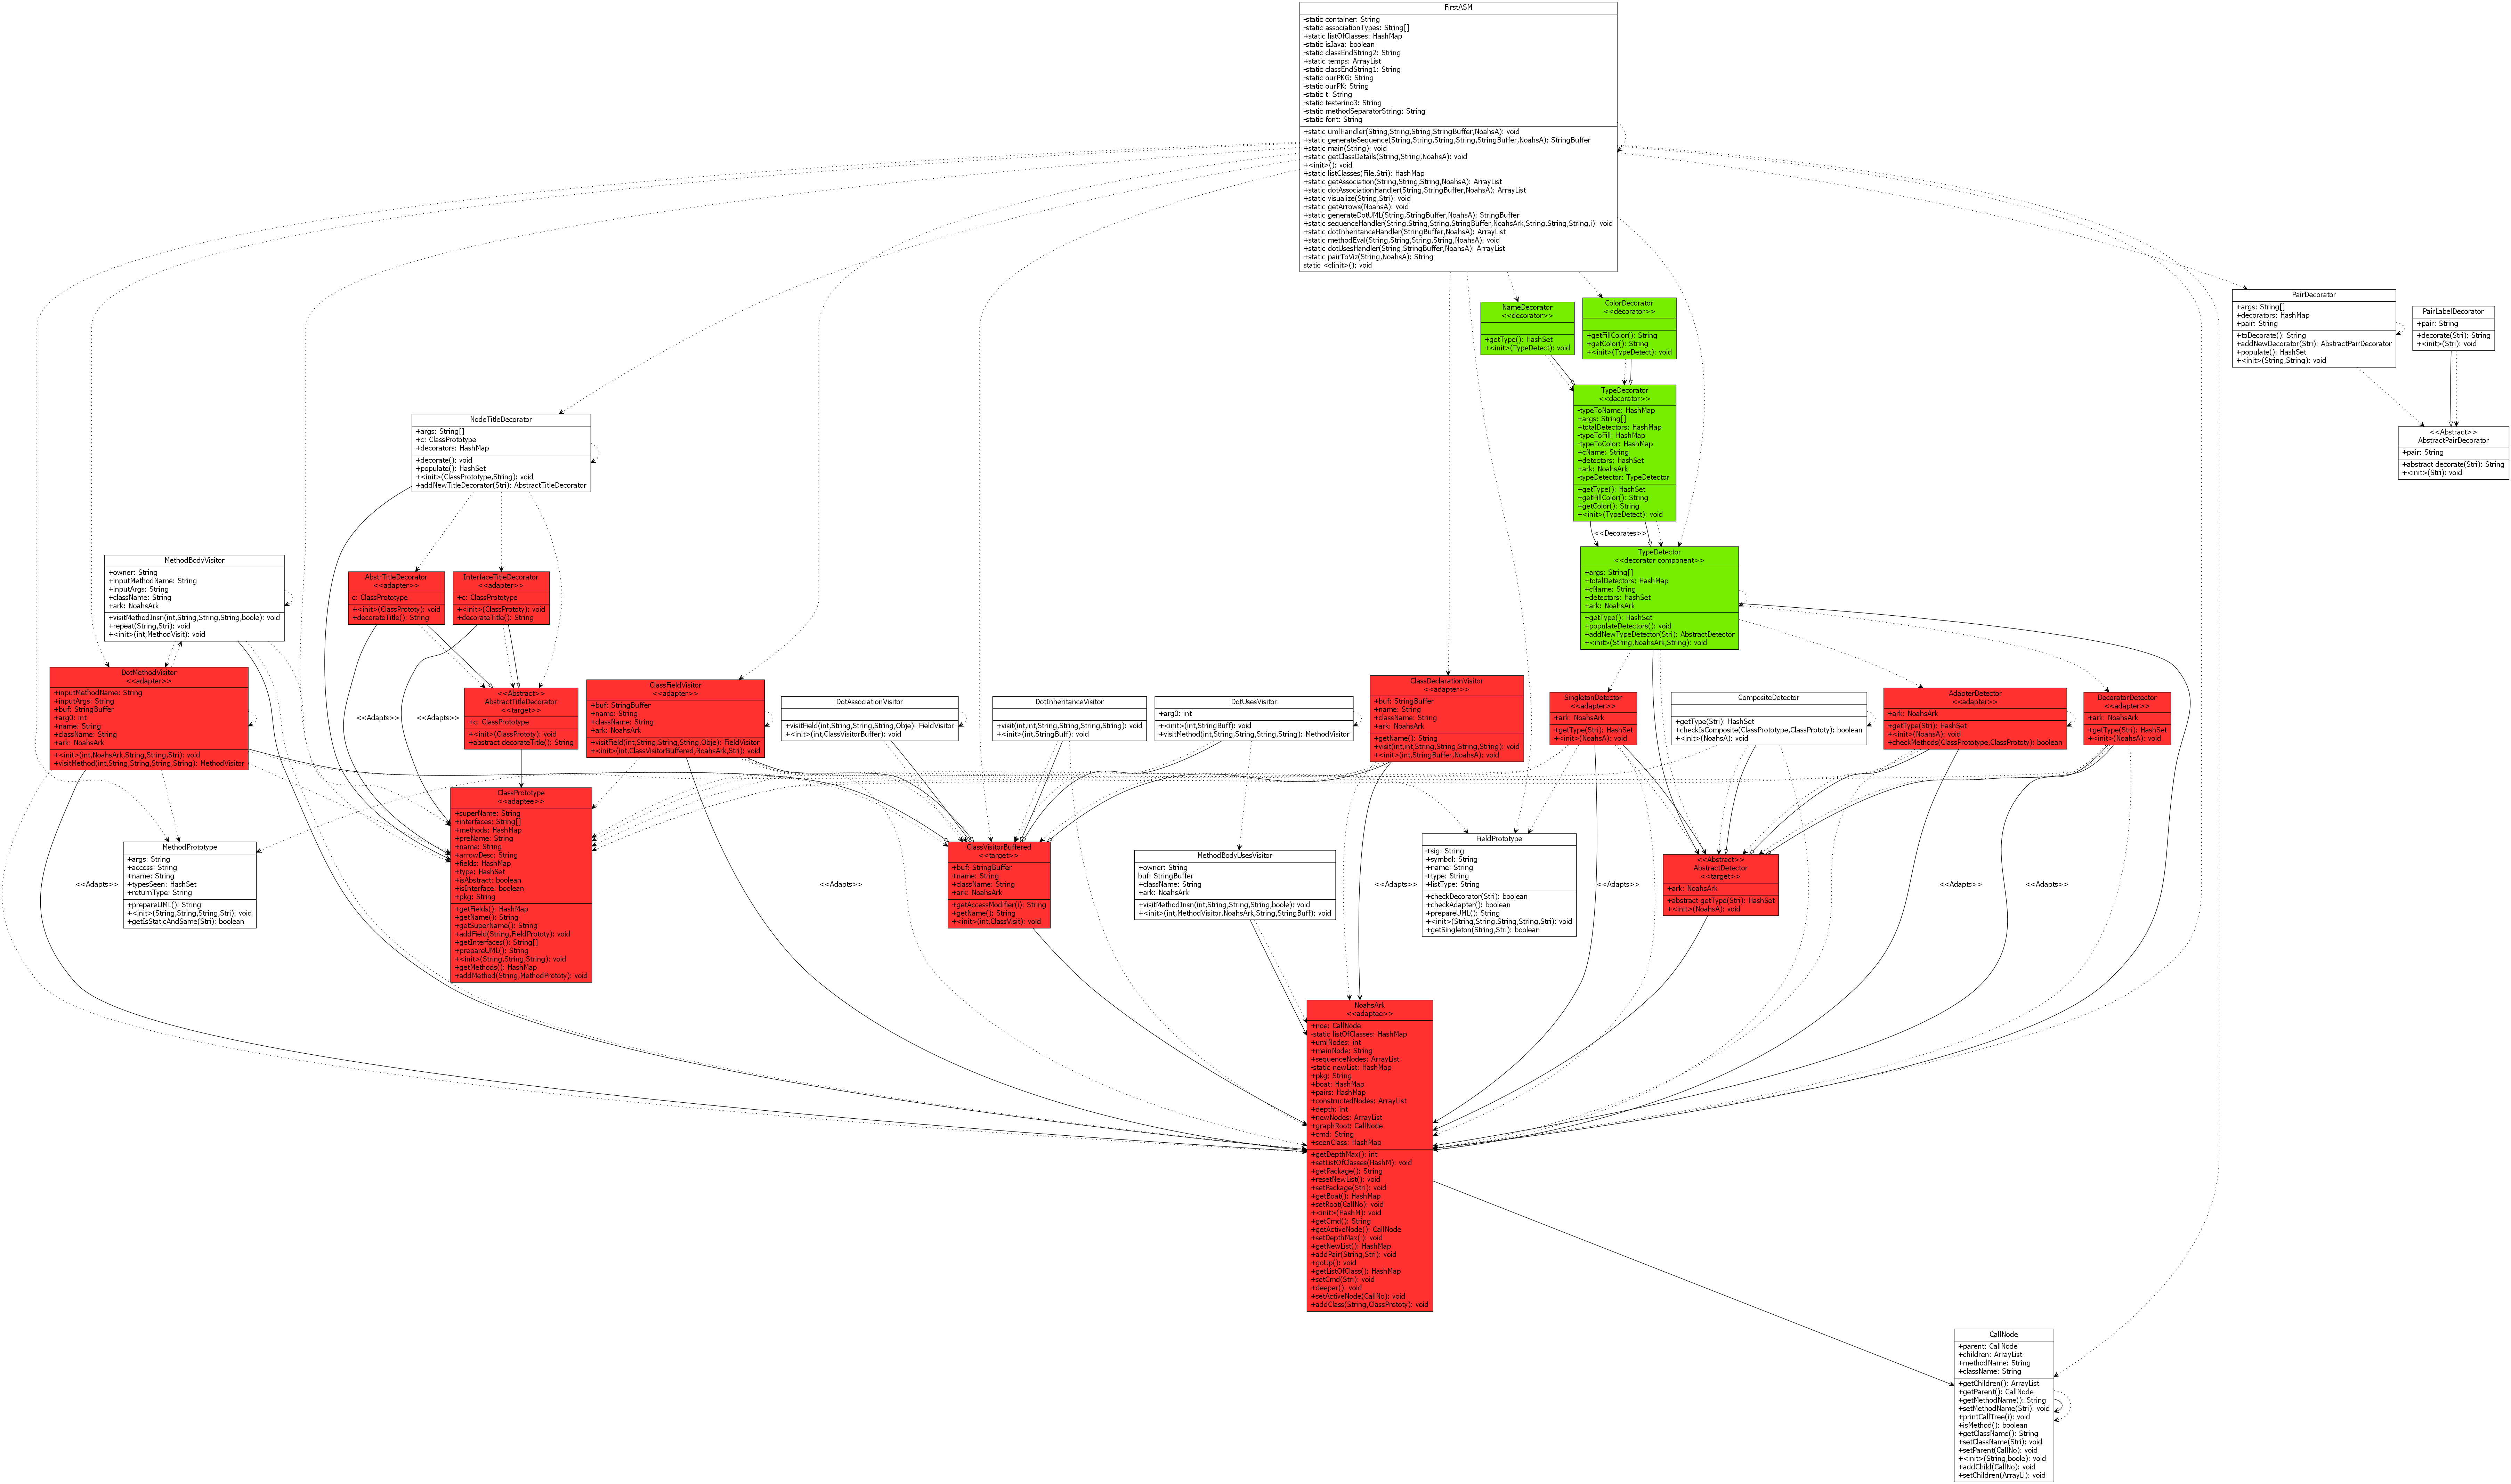 FirstASM
-static container: String
-static associationTypes: String[]
+static listOfClasses: HashMap
-static isJava: boolean
-static classEndString2: String
+static temps: ArrayList
-static classEndString1: String
-static ourPKG: String
-static ourPK: String
-static t: String
-static testerino3: String
-static methodSeparatorString: String
-static font: String
+static umlHandler(String,String,String,StringBuffer,NoahsA): void
+static generateSequence(String,String,String,String,StringBuffer,NoahsA): StringBuffer
+static main(String): void
+static getClassDetails(String,String,NoahsA): void
+<init>(): void
+static listClasses(File,Stri): HashMap
+static getAssociation(String,String,String,NoahsA): ArrayList
+static dotAssociationHandler(String,StringBuffer,NoahsA): ArrayList
+static visualize(String,Stri): void
+static getArrows(NoahsA): void
+static generateDotUML(String,StringBuffer,NoahsA): StringBuffer
+static sequenceHandler(String,String,String,StringBuffer,NoahsArk,String,String,String,i): void
+static dotInheritanceHandler(StringBuffer,NoahsA): ArrayList
+static methodEval(String,String,String,String,NoahsA): void
+static dotUsesHandler(String,StringBuffer,NoahsA): ArrayList
+static pairToViz(String,NoahsA): String
static <clinit>(): void
NameDecorator
<<decorator>>
+getType(): HashSet
+<init>(TypeDetect): void
ColorDecorator
<<decorator>>
+getFillColor(): String
+getColor(): String
+<init>(TypeDetect): void
PairDecorator
+args: String[]
+decorators: HashMap
+pair: String
+toDecorate(): String
+addNewDecorator(Stri): AbstractPairDecorator
+populate(): HashSet
+<init>(String,String): void
PairLabelDecorator
+pair: String
+decorate(Stri): String
+<init>(Stri): void
TypeDecorator
<<decorator>>
-typeToName: HashMap
+args: String[]
+totalDetectors: HashMap
-typeToFill: HashMap
-typeToColor: HashMap
+cName: String
+detectors: HashSet
+ark: NoahsArk
-typeDetector: TypeDetector
+getType(): HashSet
+getFillColor(): String
+getColor(): String
+<init>(TypeDetect): void
NodeTitleDecorator
+args: String[]
+c: ClassPrototype
+decorators: HashMap
+decorate(): void
+populate(): HashSet
+<init>(ClassPrototype,String): void
+addNewTitleDecorator(Stri): AbstractTitleDecorator
<<Abstract>>
AbstractPairDecorator
+pair: String
+abstract decorate(Stri): String
+<init>(Stri): void
<<Decorates>>
MethodBodyVisitor
+owner: String
+inputMethodName: String
+inputArgs: String
+className: String
+ark: NoahsArk
+visitMethodInsn(int,String,String,String,boole): void
+repeat(String,Stri): void
+<init>(int,MethodVisit): void
AbstrTitleDecorator
<<adapter>>
c: ClassPrototype
+<init>(ClassPrototy): void
+decorateTitle(): String
InterfaceTitleDecorator
<<adapter>>
+c: ClassPrototype
+<init>(ClassPrototy): void
+decorateTitle(): String
TypeDetector
<<decorator component>>
+args: String[]
+totalDetectors: HashMap
+cName: String
+detectors: HashSet
+ark: NoahsArk
+getType(): HashSet
+populateDetectors(): void
+addNewTypeDetector(Stri): AbstractDetector
+<init>(String,NoahsArk,String): void
DotMethodVisitor
<<adapter>>
+inputMethodName: String
+inputArgs: String
+buf: StringBuffer
+arg0: int
+name: String
+className: String
+ark: NoahsArk
+<init>(int,NoahsArk,String,String,Stri): void
+visitMethod(int,String,String,String,String): MethodVisitor
<<Adapts>>
<<Adapts>>
<<Abstract>>
AbstractTitleDecorator
<<target>>
+c: ClassPrototype
+<init>(ClassPrototy): void
+abstract decorateTitle(): String
ClassFieldVisitor
<<adapter>>
+buf: StringBuffer
+name: String
+className: String
+ark: NoahsArk
+visitField(int,String,String,String,Obje): FieldVisitor
+<init>(int,ClassVisitorBuffered,NoahsArk,Stri): void
DotAssociationVisitor
+visitField(int,String,String,String,Obje): FieldVisitor
+<init>(int,ClassVisitorBuffer): void
DotInheritanceVisitor
+visit(int,int,String,String,String,String): void
+<init>(int,StringBuff): void
DotUsesVisitor
+arg0: int
+<init>(int,StringBuff): void
+visitMethod(int,String,String,String,String): MethodVisitor
ClassDeclarationVisitor
<<adapter>>
+buf: StringBuffer
+name: String
+className: String
+ark: NoahsArk
+getName(): String
+visit(int,int,String,String,String,String): void
+<init>(int,StringBuffer,NoahsA): void
SingletonDetector
<<adapter>>
+ark: NoahsArk
+getType(Stri): HashSet
+<init>(NoahsA): void
CompositeDetector
+getType(Stri): HashSet
+checkIsComposite(ClassPrototype,ClassPrototy): boolean
+<init>(NoahsA): void
AdapterDetector
<<adapter>>
+ark: NoahsArk
+getType(Stri): HashSet
+<init>(NoahsA): void
+checkMethods(ClassPrototype,ClassPrototy): boolean
DecoratorDetector
<<adapter>>
+ark: NoahsArk
+getType(Stri): HashSet
+<init>(NoahsA): void
ClassPrototype
<<adaptee>>
+superName: String
+interfaces: String[]
+methods: HashMap
+preName: String
+name: String
+arrowDesc: String
+fields: HashMap
+type: HashSet
+isAbstract: boolean
+isInterface: boolean
+pkg: String
+getFields(): HashMap
+getName(): String
+getSuperName(): String
+addField(String,FieldPrototy): void
+getInterfaces(): String[]
+prepareUML(): String
+<init>(String,String,String): void
+getMethods(): HashMap
+addMethod(String,MethodPrototy): void
MethodPrototype
+args: String
+access: String
+name: String
+typesSeen: HashSet
+returnType: String
+prepareUML(): String
+<init>(String,String,String,Stri): void
+getIsStaticAndSame(Stri): boolean
<<Adapts>>
<<Adapts>>
ClassVisitorBuffered
<<target>>
+buf: StringBuffer
+name: String
+className: String
+ark: NoahsArk
+getAccessModifier(i): String
+getName(): String
+<init>(int,ClassVisit): void
MethodBodyUsesVisitor
+owner: String
buf: StringBuffer
+className: String
+ark: NoahsArk
+visitMethodInsn(int,String,String,String,boole): void
+<init>(int,MethodVisitor,NoahsArk,String,StringBuff): void
<<Adapts>>
FieldPrototype
+sig: String
+symbol: String
+name: String
+type: String
+listType: String
+checkDecorator(Stri): boolean
+checkAdapter(): boolean
+prepareUML(): String
+<init>(String,String,String,String,Stri): void
+getSingleton(String,Stri): boolean
<<Adapts>>
<<Abstract>>
AbstractDetector
<<target>>
+ark: NoahsArk
+abstract getType(Stri): HashSet
+<init>(NoahsA): void
<<Adapts>>
<<Adapts>>
NoahsArk
<<adaptee>>
+noe: CallNode
-static listOfClasses: HashMap
+umlNodes: int
+mainNode: String
+sequenceNodes: ArrayList
-static newList: HashMap
+pkg: String
+boat: HashMap
+pairs: HashMap
+constructedNodes: ArrayList
+depth: int
+newNodes: ArrayList
+graphRoot: CallNode
+cmd: String
+seenClass: HashMap
+getDepthMax(): int
+setListOfClasses(HashM): void
+getPackage(): String
+resetNewList(): void
+setPackage(Stri): void
+getBoat(): HashMap
+setRoot(CallNo): void
+<init>(HashM): void
+getCmd(): String
+getActiveNode(): CallNode
+setDepthMax(i): void
+getNewList(): HashMap
+addPair(String,Stri): void
+goUp(): void
+getListOfClass(): HashMap
+setCmd(Stri): void
+deeper(): void
+setActiveNode(CallNo): void
+addClass(String,ClassPrototy): void
CallNode
+parent: CallNode
+children: ArrayList
+methodName: String
+className: String
+getChildren(): ArrayList
+getParent(): CallNode
+getMethodName(): String
+setMethodName(Stri): void
+printCallTree(i): void
+isMethod(): boolean
+getClassName(): String
+setClassName(Stri): void
+setParent(CallNo): void
+<init>(String,boole): void
+addChild(CallNo): void
+setChildren(ArrayLi): void